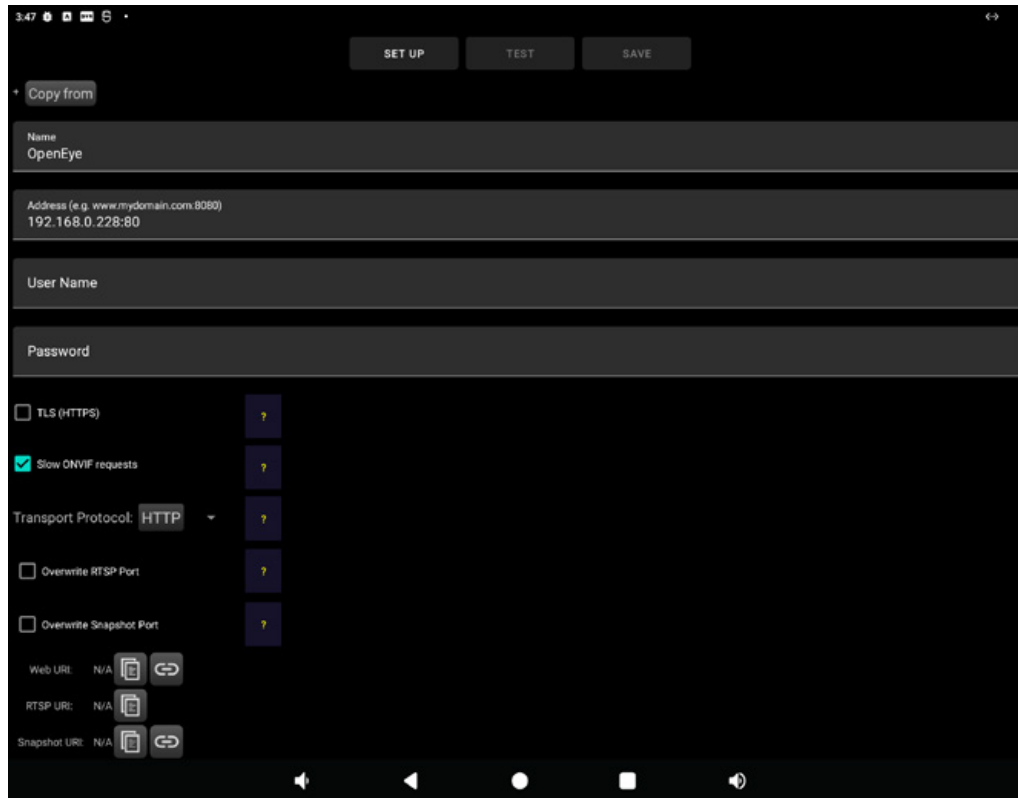 3:47
SET UP TEST SAVE
+ Copy from
Name
OpenEye
Address (e.g. www.mydomain.com:8080)
192.168.0.228:80
User Name
Password
TLS (HTTPS) ?
Slow ONVIF requests ?
Transport Protocol: HTTP ?
Overwrite RTSP Port ?
Overwrite Snapshot Port ?
Web URI: N/A
RTSP URI: N/A
Snapshot URI: N/A